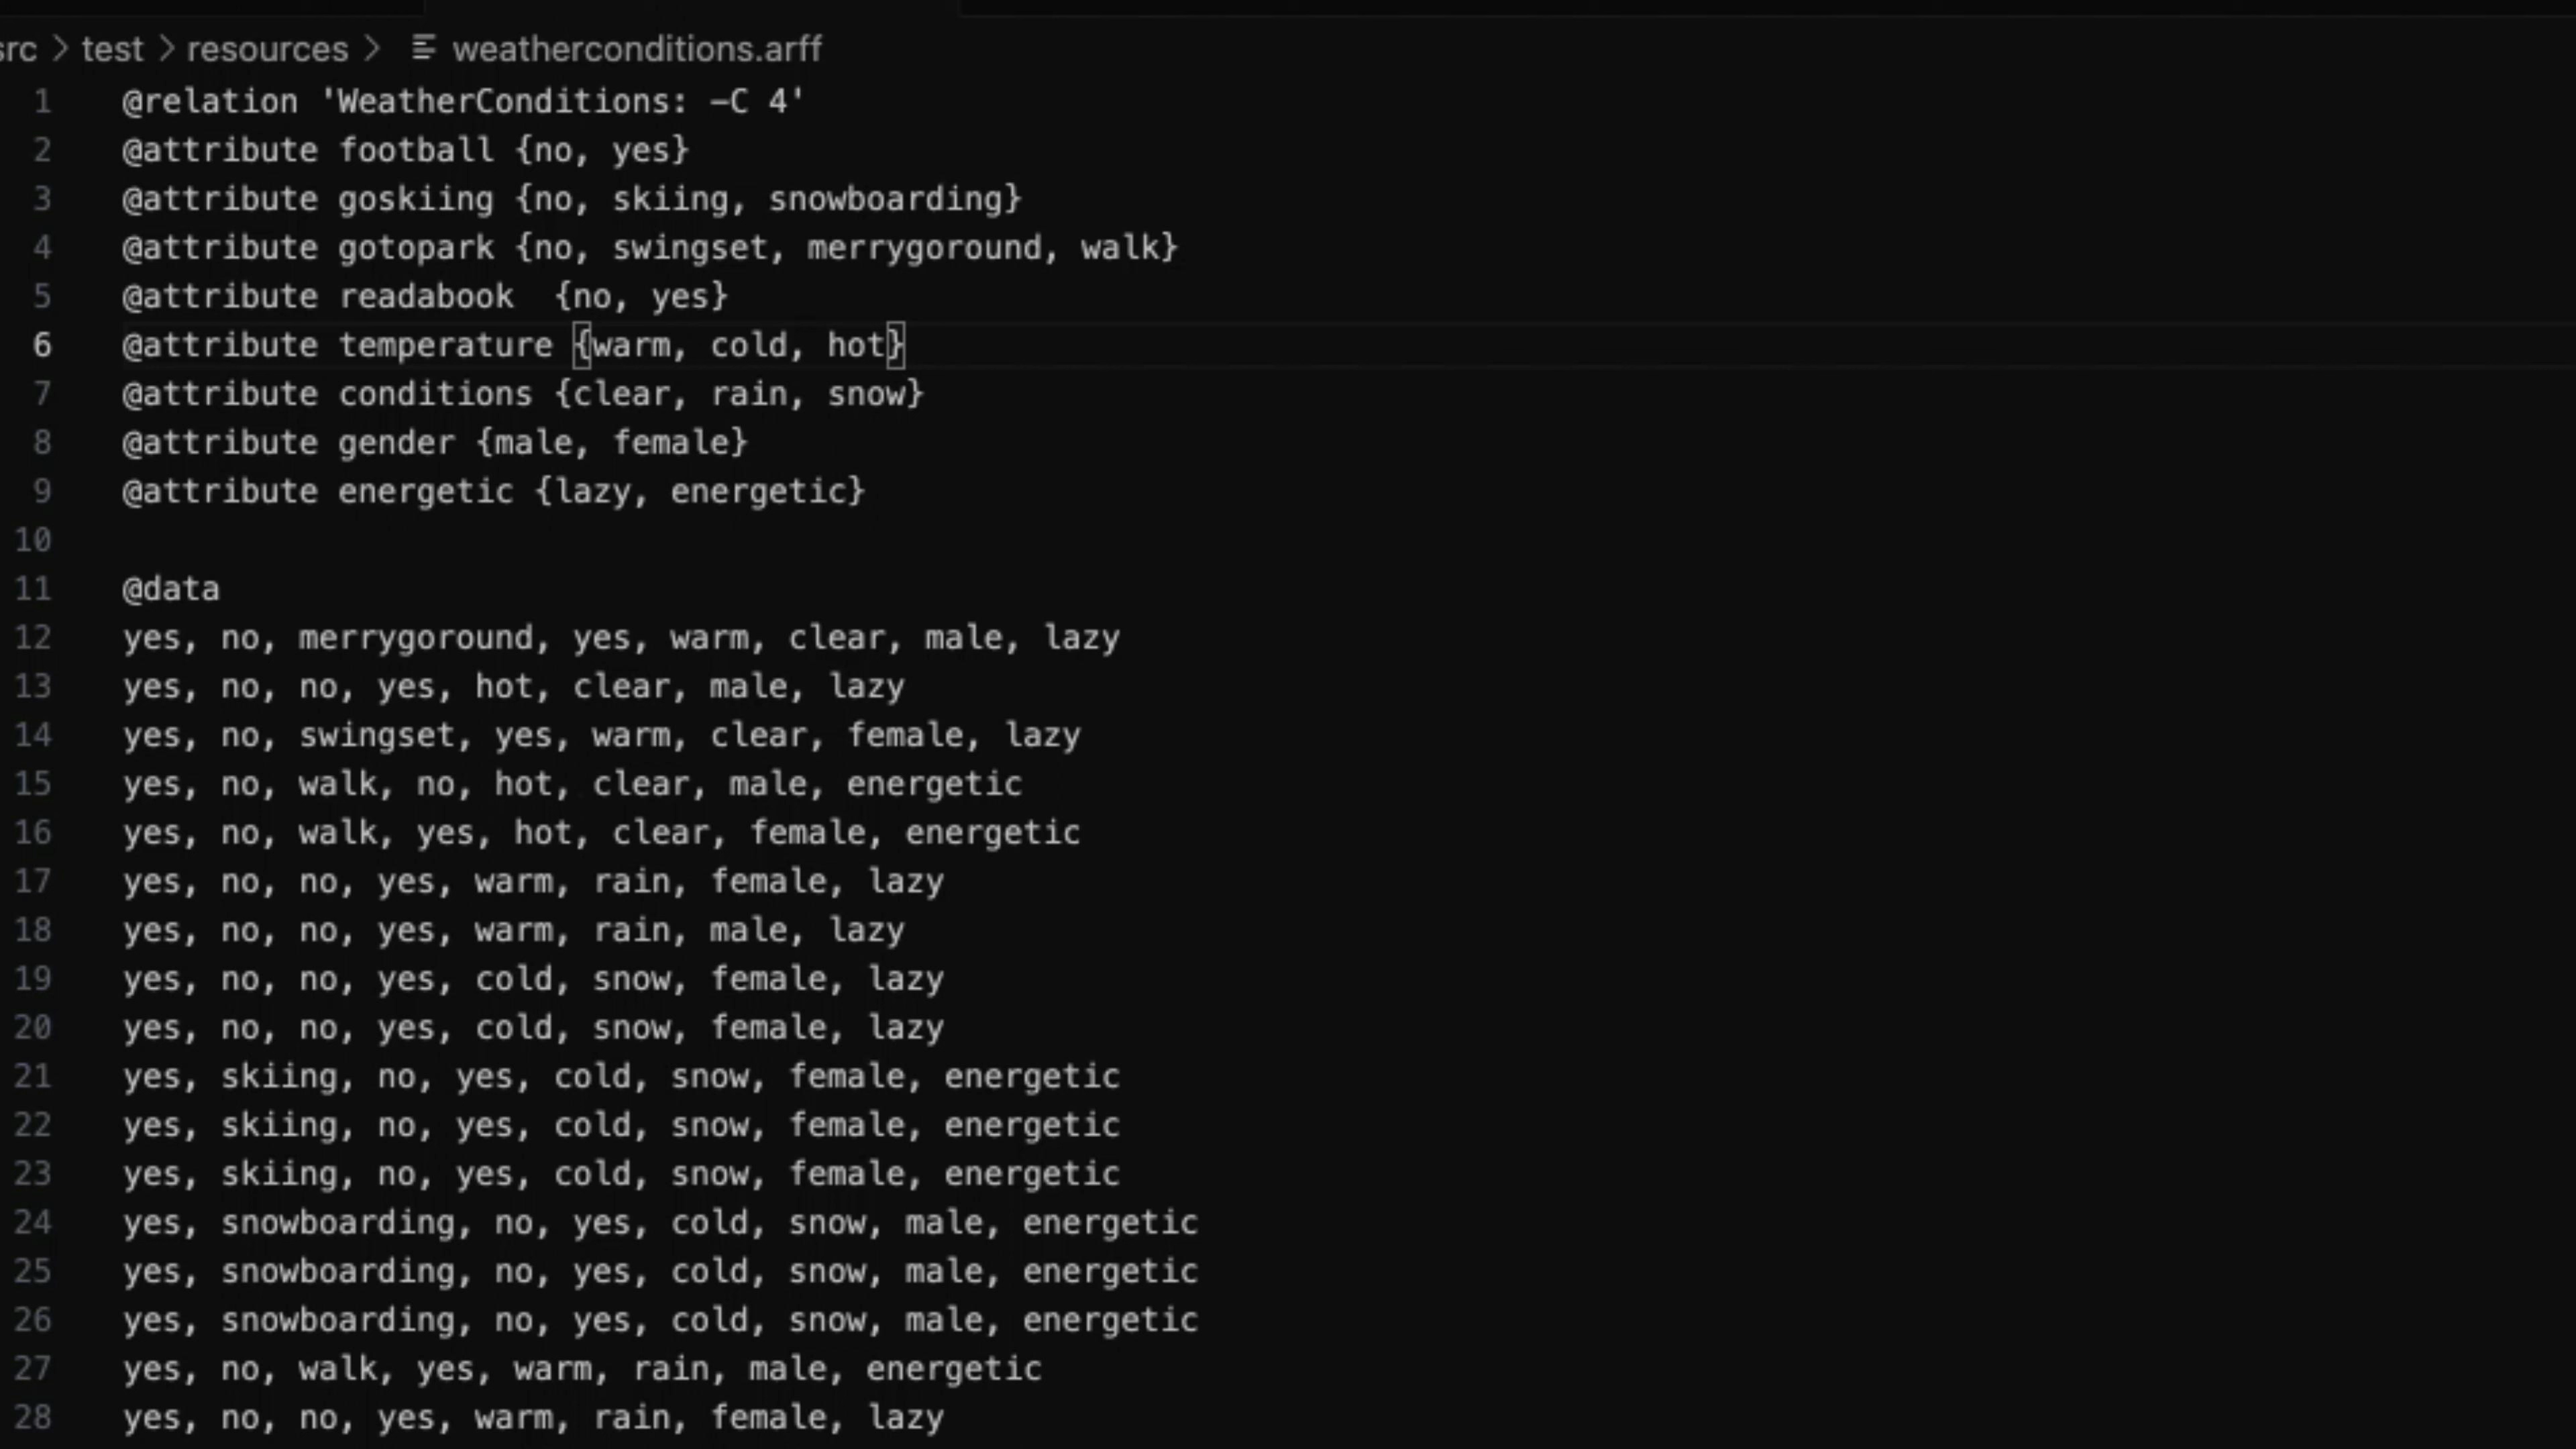 src > test > resources > weatherconditions.arff
1 @relation 'WeatherConditions: -C 4'
2 @attribute football {no, yes}
3 @attribute goskiing {no, skiing, snowboarding}
4 @attribute gotopark {no, swingset, merrygoround, walk}
5 @attribute readabook  {no, yes}
6 @attribute temperature {warm, cold, hot}
7 @attribute conditions {clear, rain, snow}
8 @attribute gender {male, female}
9 @attribute energetic {lazy, energetic}
10
11 @data
12 yes, no, merrygoround, yes, warm, clear, male, lazy
13 yes, no, no, yes, hot, clear, male, lazy
14 yes, no, swingset, yes, warm, clear, female, lazy
15 yes, no, walk, no, hot, clear, male, energetic
16 yes, no, walk, yes, hot, clear, female, energetic
17 yes, no, no, yes, warm, rain, female, lazy
18 yes, no, no, yes, warm, rain, male, lazy
19 yes, no, no, yes, cold, snow, female, lazy
20 yes, no, no, yes, cold, snow, female, lazy
21 yes, skiing, no, yes, cold, snow, female, energetic
22 yes, skiing, no, yes, cold, snow, female, energetic
23 yes, skiing, no, yes, cold, snow, female, energetic
24 yes, snowboarding, no, yes, cold, snow, male, energetic
25 yes, snowboarding, no, yes, cold, snow, male, energetic
26 yes, snowboarding, no, yes, cold, snow, male, energetic
27 yes, no, walk, yes, warm, rain, male, energetic
28 yes, no, no, yes, warm, rain, female, lazy